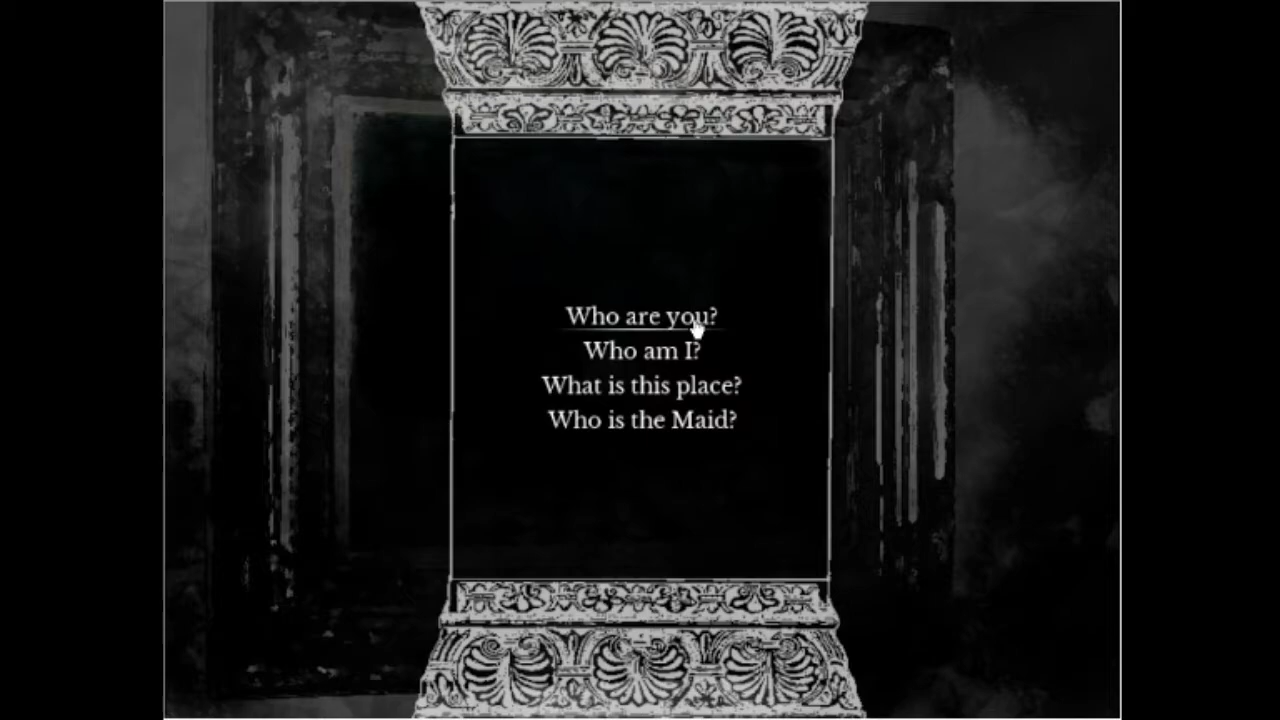 Who are you?
Who am I?
What is this place?
Who is the Maid?